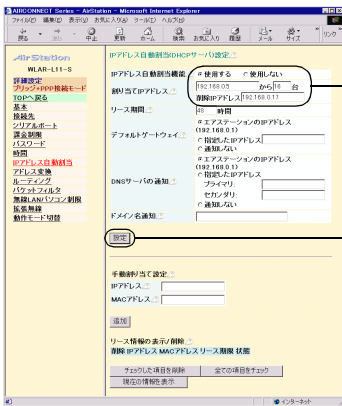 AIRCONNECT Series - AirStation - Microsoft Internet Explorer
ファイル(F) 編集(E) 表示(V) お気に入り(A) ツール(T) ヘルプ(H)
戻る 中止 更新 ホーム 検索 お気に入り 履歴 メール サイズ リンク
AirStation
WLAR-L11-S
詳細設定
ブリッジ+PPP接続モード
TOPへ戻る
基本
接続先
シリアルポート
課金制限
パスワード
時間
IPアドレス自動割当
アドレス変換
ルーティング
パケットフィルタ
無線LANパソコン制限
拡張無線
動作モード切替
IPアドレス自動割当(DHCPサーバ)設定
IPアドレス自動割当機能 使用する 使用しない
割り当てIPアドレス 192.168.0.5 から 16 台
削除IPアドレス 192.168.0.17
リース期間 48 時間
デフォルトゲートウェイ エアステーションのIPアドレス
(192.168.0.1)
指定したIPアドレス
通知しない
DNSサーバの通知 エアステーションのIPアドレス
(192.168.0.1)
指定したIPアドレス
プライマリ:
セカンダリ:
通知しない
ドメイン名通知
設定
手動割り当て設定
IPアドレス
MACアドレス
追加
リース情報の表示/削除
削除 IPアドレス MACアドレス リース期限 状態
チェックした項目を削除 全ての項目をチェック
現在の情報を表示
インターネット